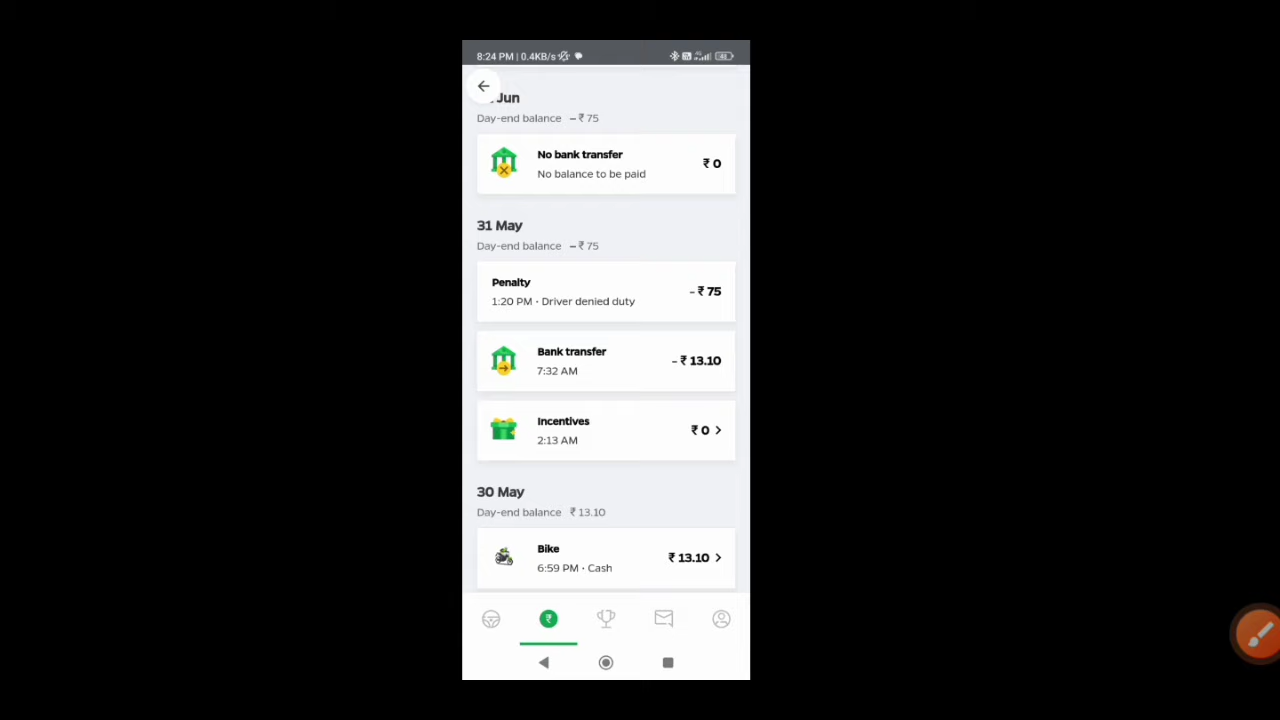 8:24 PM | 0.4KB/s
Jun
Day-end balance – ₹ 75
No bank transfer
₹ 0
No balance to be paid
31 May
Day-end balance – ₹ 75
Penalty
- ₹ 75
1:20 PM · Driver denied duty
Bank transfer
- ₹ 13.10
7:32 AM
Incentives
₹ 0
2:13 AM
30 May
Day-end balance ₹ 13.10
Bike
₹ 13.10
6:59 PM · Cash